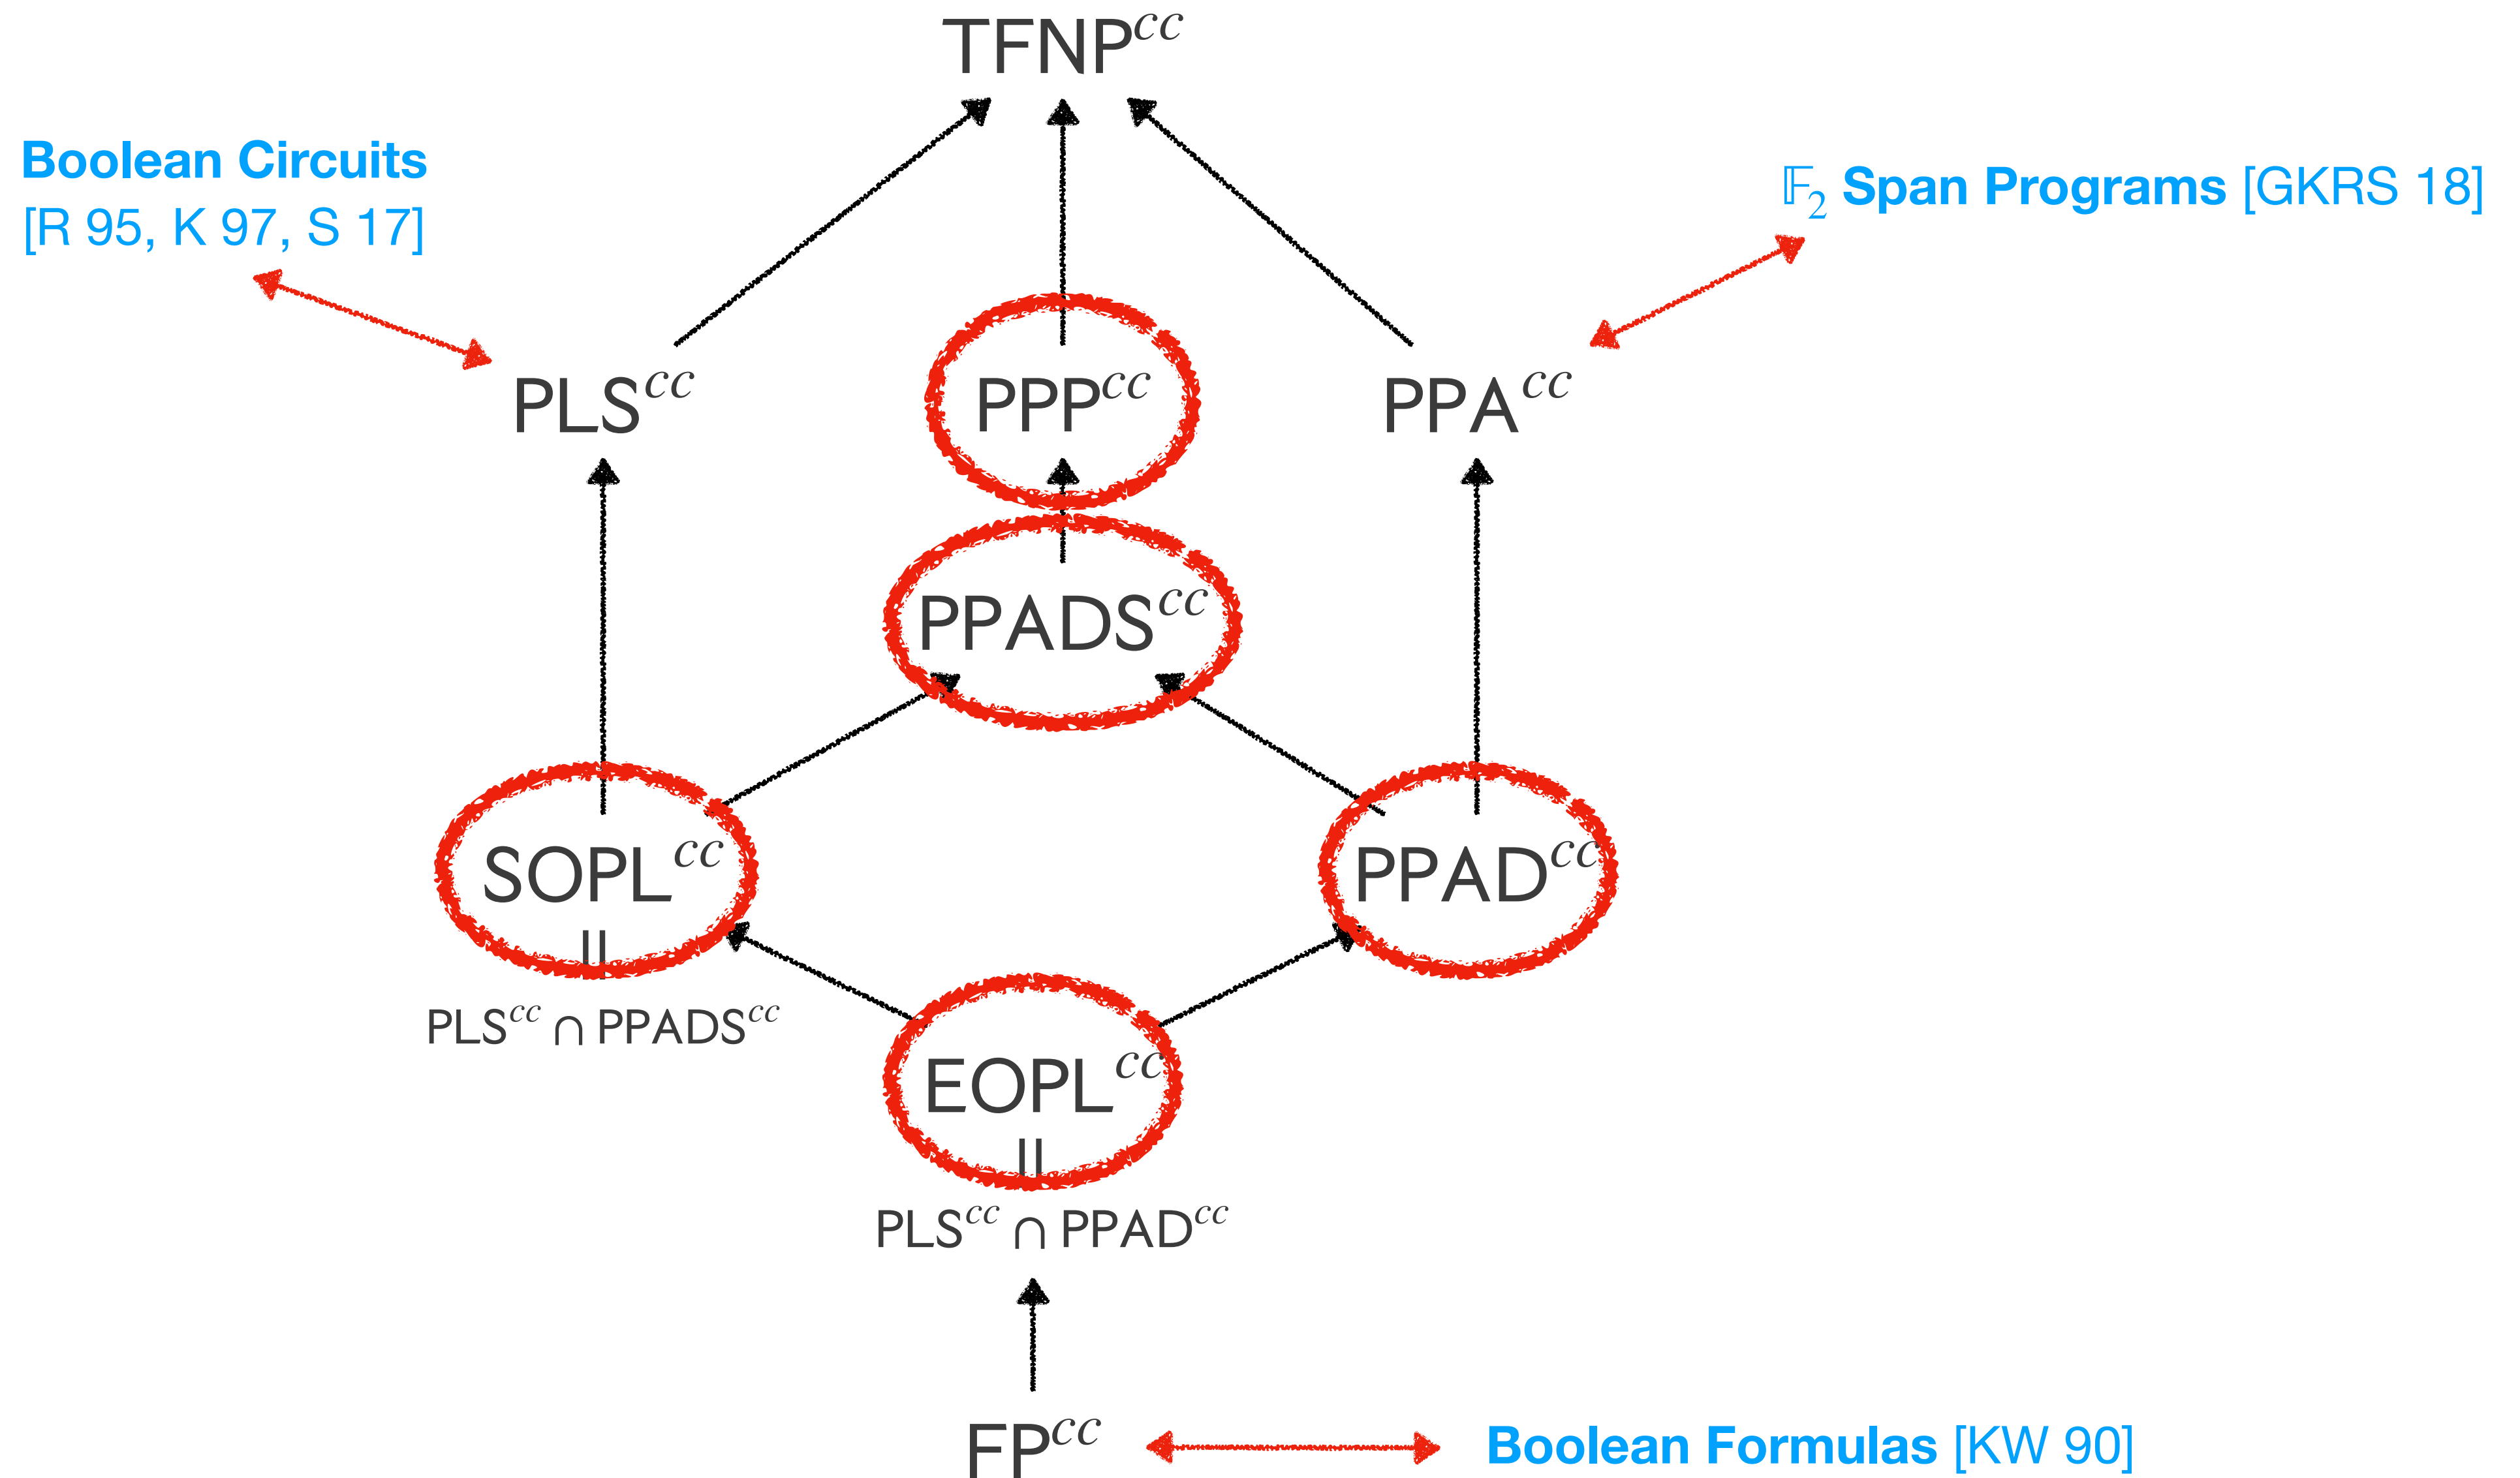 TFNP^cc
Boolean Circuits
[R 95, K 97, S 17]
𝔽₂ Span Programs [GKRS 18]
PLS^cc
PPP^cc
PPA^cc
PPADS^cc
SOPL^cc
PPAD^cc
||
PLS^cc ∩ PPADS^cc
EOPL^cc
||
PLS^cc ∩ PPAD^cc
FP^cc
Boolean Formulas [KW 90]